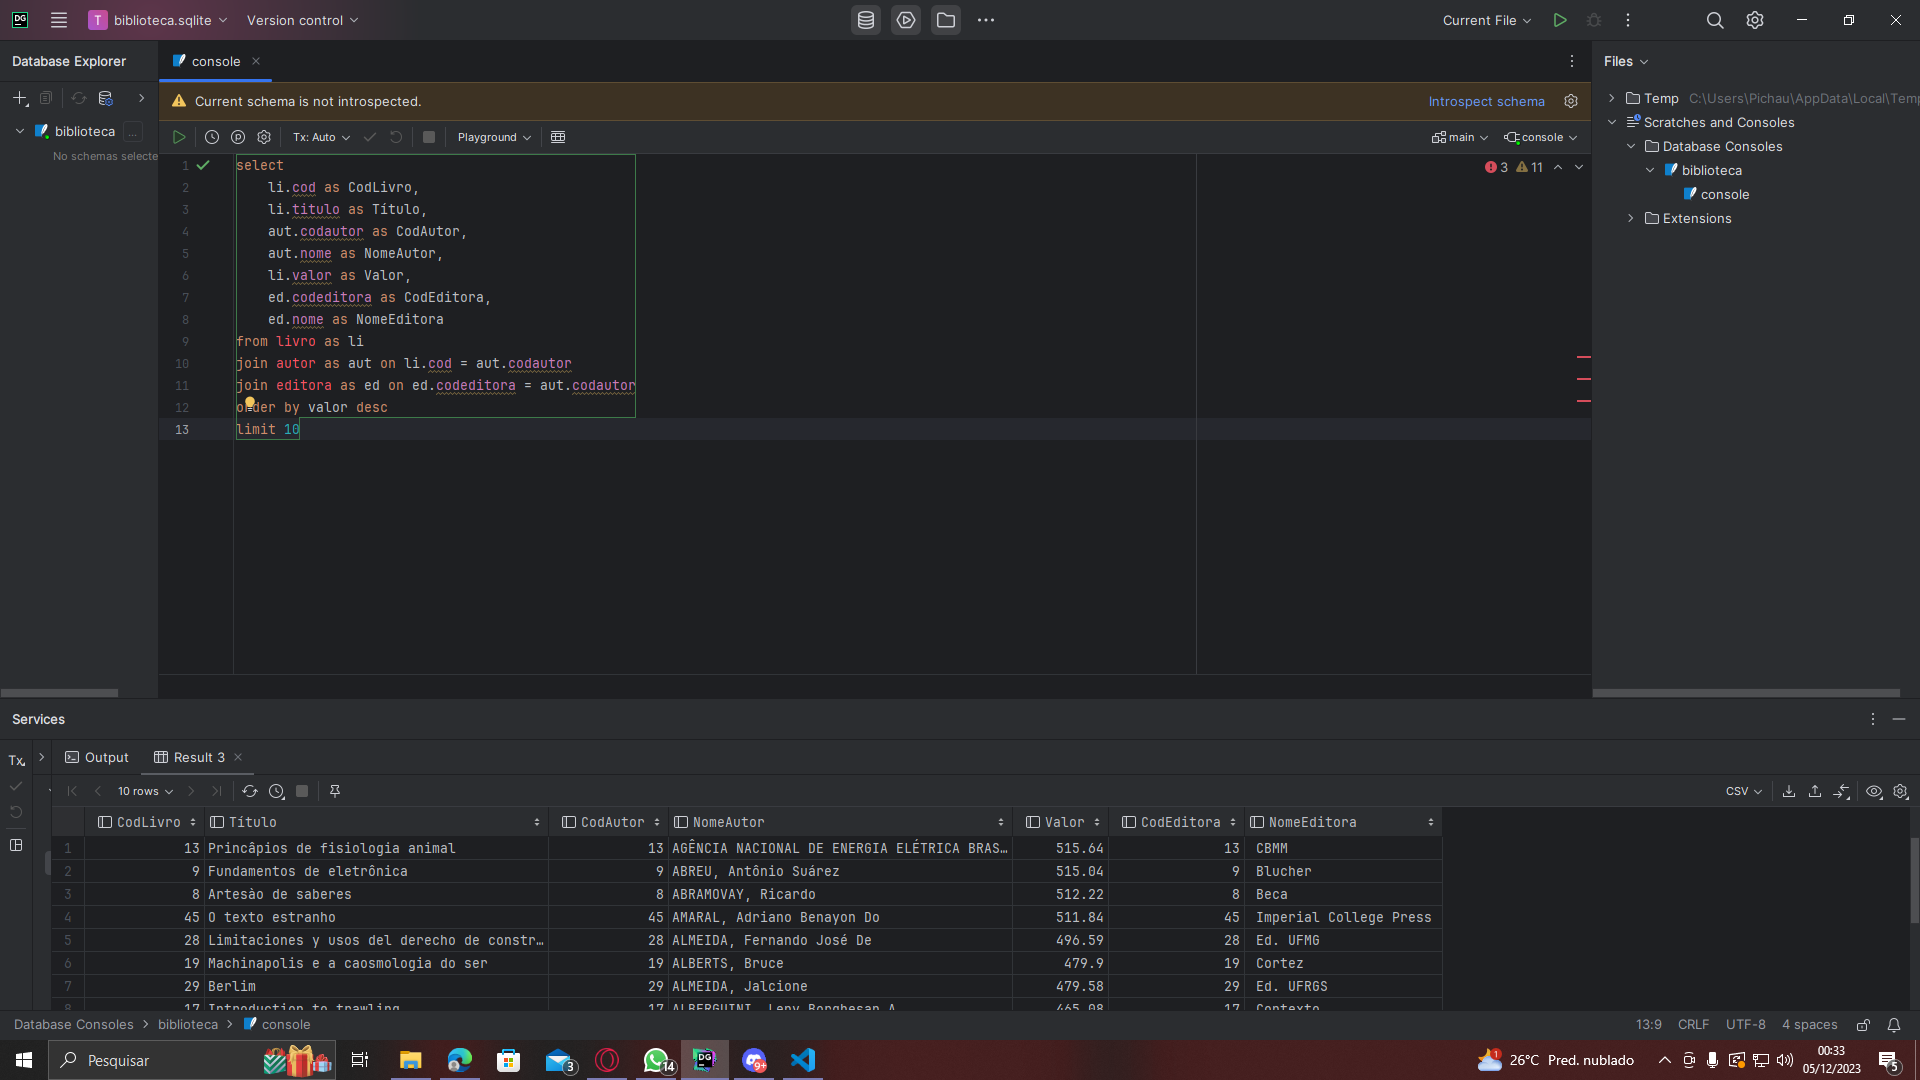 DG T biblioteca.sqlite Version control Current File
Database Explorer
console
Files
Current schema is not introspected. Introspect schema
Tx: Auto Playground main console
biblioteca ...
No schemas selecte
Temp C:\Users\Pichau\AppData\Local\Temp
Scratches and Consoles
Database Consoles
biblioteca
console
Extensions
3 11
1 select
2 li.cod as CodLivro,
3 li.titulo as Titulo,
4 aut.codautor as CodAutor,
5 aut.nome as NomeAutor,
6 li.valor as Valor,
7 ed.codeditora as CodEditora,
8 ed.nome as NomeEditora
9 from livro as li
10 join autor as aut on li.cod = aut.codautor
11 join editora as ed on ed.codeditora = aut.codautor
12 order by valor desc
13 limit 10
Services
Tx Output Result 3
10 rows CSV
CodLivro Titulo CodAutor NomeAutor Valor CodEditora NomeEditora
1 13 Princâpios de fisiologia animal 13 AGÊNCIA NACIONAL DE ENERGIA ELÉTRICA BRAS… 515.64 13 CBMM
2 9 Fundamentos de eletrônica 9 ABREU, Antônio Suárez 515.04 9 Blucher
3 8 Artesào de saberes 8 ABRAMOVAY, Ricardo 512.22 8 Beca
4 45 O texto estranho 45 AMARAL, Adriano Benayon Do 511.84 45 Imperial College Press
5 28 Limitaciones y usos del derecho de constr… 28 ALMEIDA, Fernando José De 496.59 28 Ed. UFMG
6 19 Machinapolis e a caosmologia do ser 19 ALBERTS, Bruce 479.9 19 Cortez
7 29 Berlim 29 ALMEIDA, Jalcione 479.58 29 Ed. UFRGS
8 17 Introduction to trawling 17 ALBERGUINI, Leny Borghesan A 465.08 17 Contexto
Database Consoles > biblioteca > console 13:9 CRLF UTF-8 4 spaces
Pesquisar 3 14 DG 9+ 1 26°C Pred. nublado 00:33
05/12/2023 5